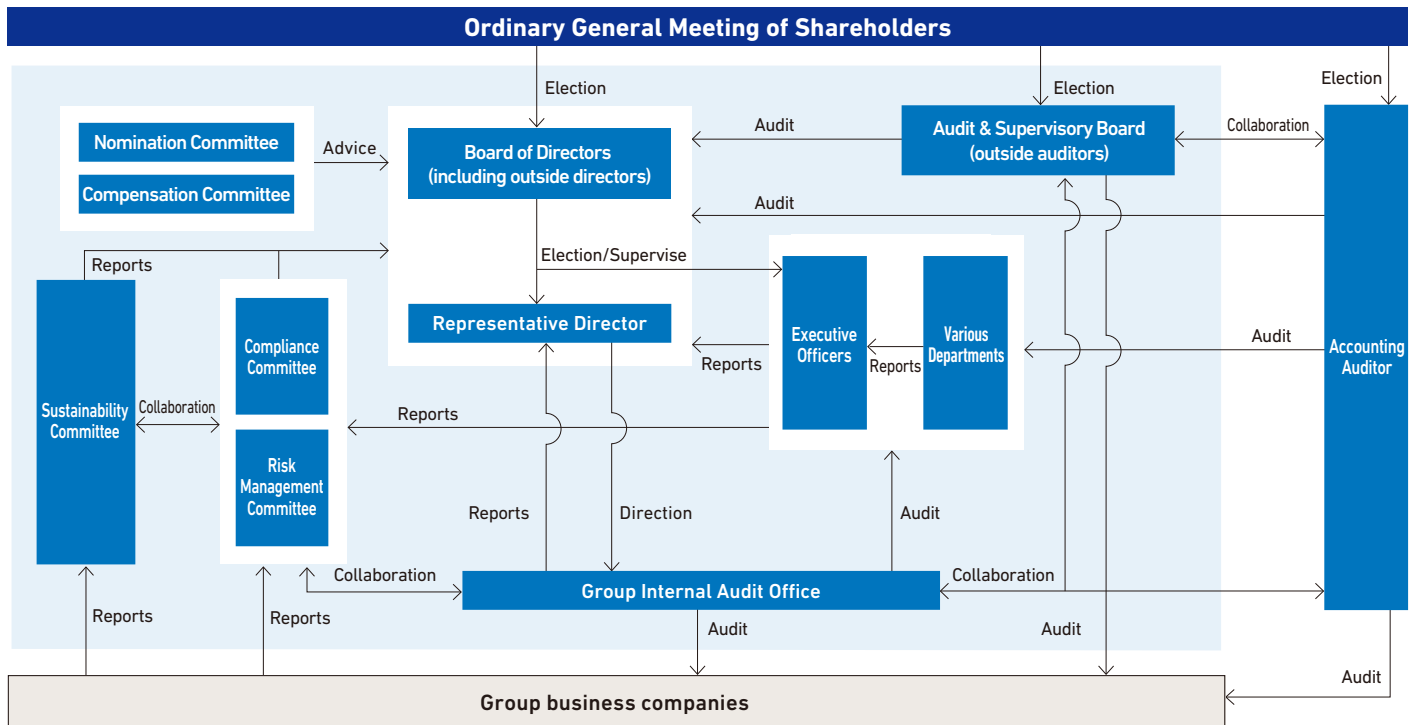 Ordinary General Meeting of Shareholders
Election
Election
Election
Nomination Committee
Compensation Committee
Advice
Board of Directors
(including outside directors)
Audit
Audit & Supervisory Board
(outside auditors)
Collaboration
Audit
Reports
Election/Supervise
Representative Director
Executive
Officers
Reports
Various
Departments
Reports
Audit
Accounting
Auditor
Sustainability
Committee
Collaboration
Compliance
Committee
Risk
Management
Committee
Reports
Reports
Direction
Audit
Collaboration
Group Internal Audit Office
Collaboration
Reports
Reports
Audit
Audit
Audit
Group business companies